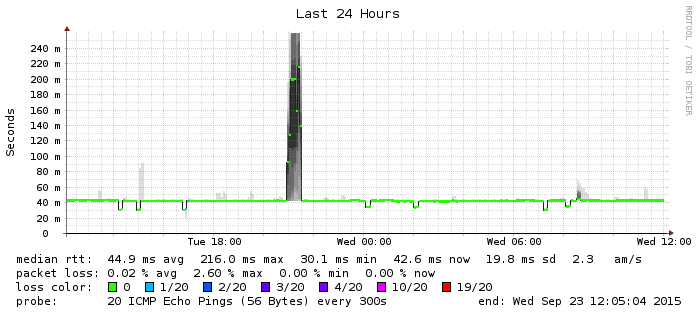 Last 24 Hours
RRDTOOL / TOBI OETIKER
Seconds
240 m
220 m
200 m
180 m
160 m
140 m
120 m
100 m
80 m
60 m
40 m
20 m
0
Tue 18:00 Wed 00:00 Wed 06:00 Wed 12:00
median rtt: 44.9 ms avg 216.0 ms max 30.1 ms min 42.6 ms now 19.8 ms sd 2.3 am/s
packet loss: 0.02 % avg 2.60 % max 0.00 % min 0.00 % now
loss color: 0 1/20 2/20 3/20 4/20 10/20 19/20
probe: 20 ICMP Echo Pings (56 Bytes) every 300s end: Wed Sep 23 12:05:04 2015